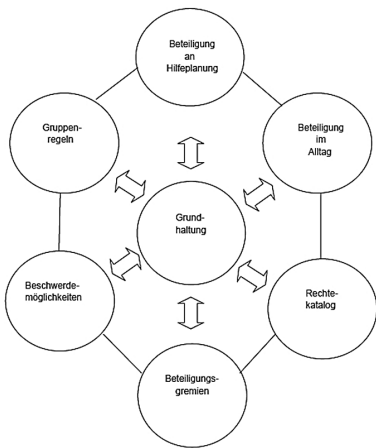 Beteiligung
an
Hilfeplanung
Gruppen-
regeln
Beteiligung
im
Alltag
Grund-
haltung
Beschwerde-
möglichkeiten
Rechte-
katalog
Beteiligungs-
gremien